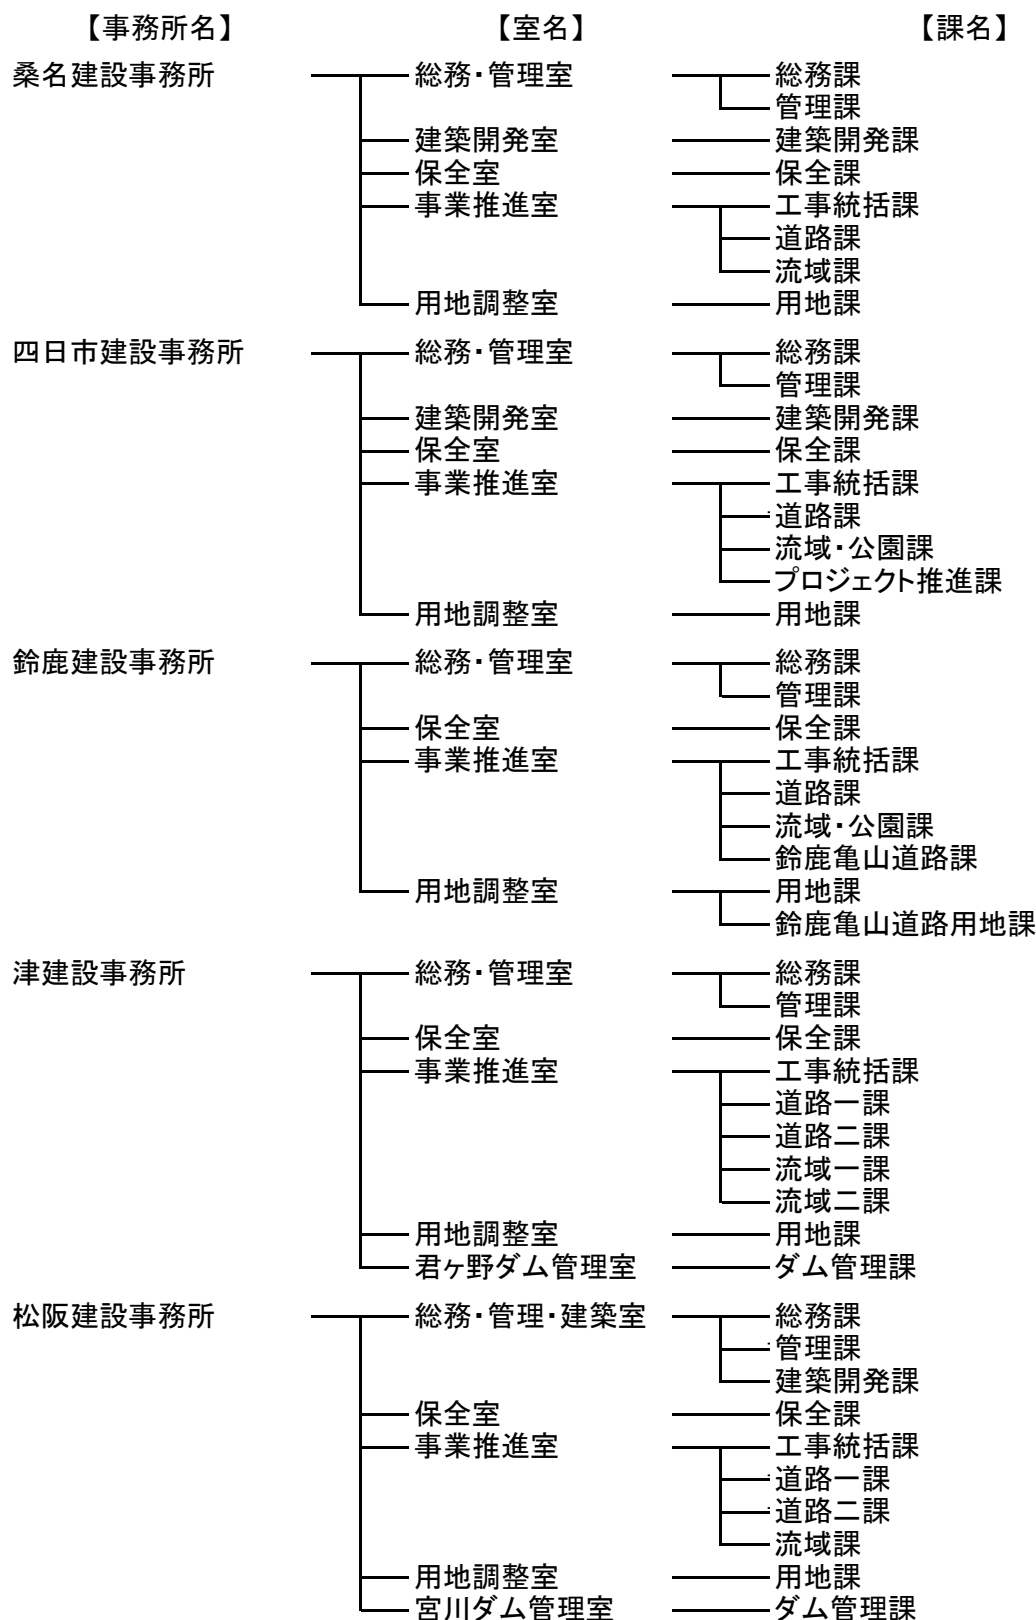 【事務所名】 【室名】 【課名】
桑名建設事務所 総務・管理室 総務課
管理課
建築開発室 建築開発課
保全室 保全課
事業推進室 工事統括課
道路課
流域課
用地調整室 用地課
四日市建設事務所 総務・管理室 総務課
管理課
建築開発室 建築開発課
保全室 保全課
事業推進室 工事統括課
道路課
流域・公園課
プロジェクト推進課
用地調整室 用地課
鈴鹿建設事務所 総務・管理室 総務課
管理課
保全室 保全課
事業推進室 工事統括課
道路課
流域・公園課
鈴鹿亀山道路課
用地調整室 用地課
鈴鹿亀山道路用地課
津建設事務所 総務・管理室 総務課
管理課
保全室 保全課
事業推進室 工事統括課
道路一課
道路二課
流域一課
流域二課
用地調整室 用地課
君ヶ野ダム管理室 ダム管理課
松阪建設事務所 総務・管理・建築室 総務課
管理課
建築開発課
保全室 保全課
事業推進室 工事統括課
道路一課
道路二課
流域課
用地調整室 用地課
宮川ダム管理室 ダム管理課